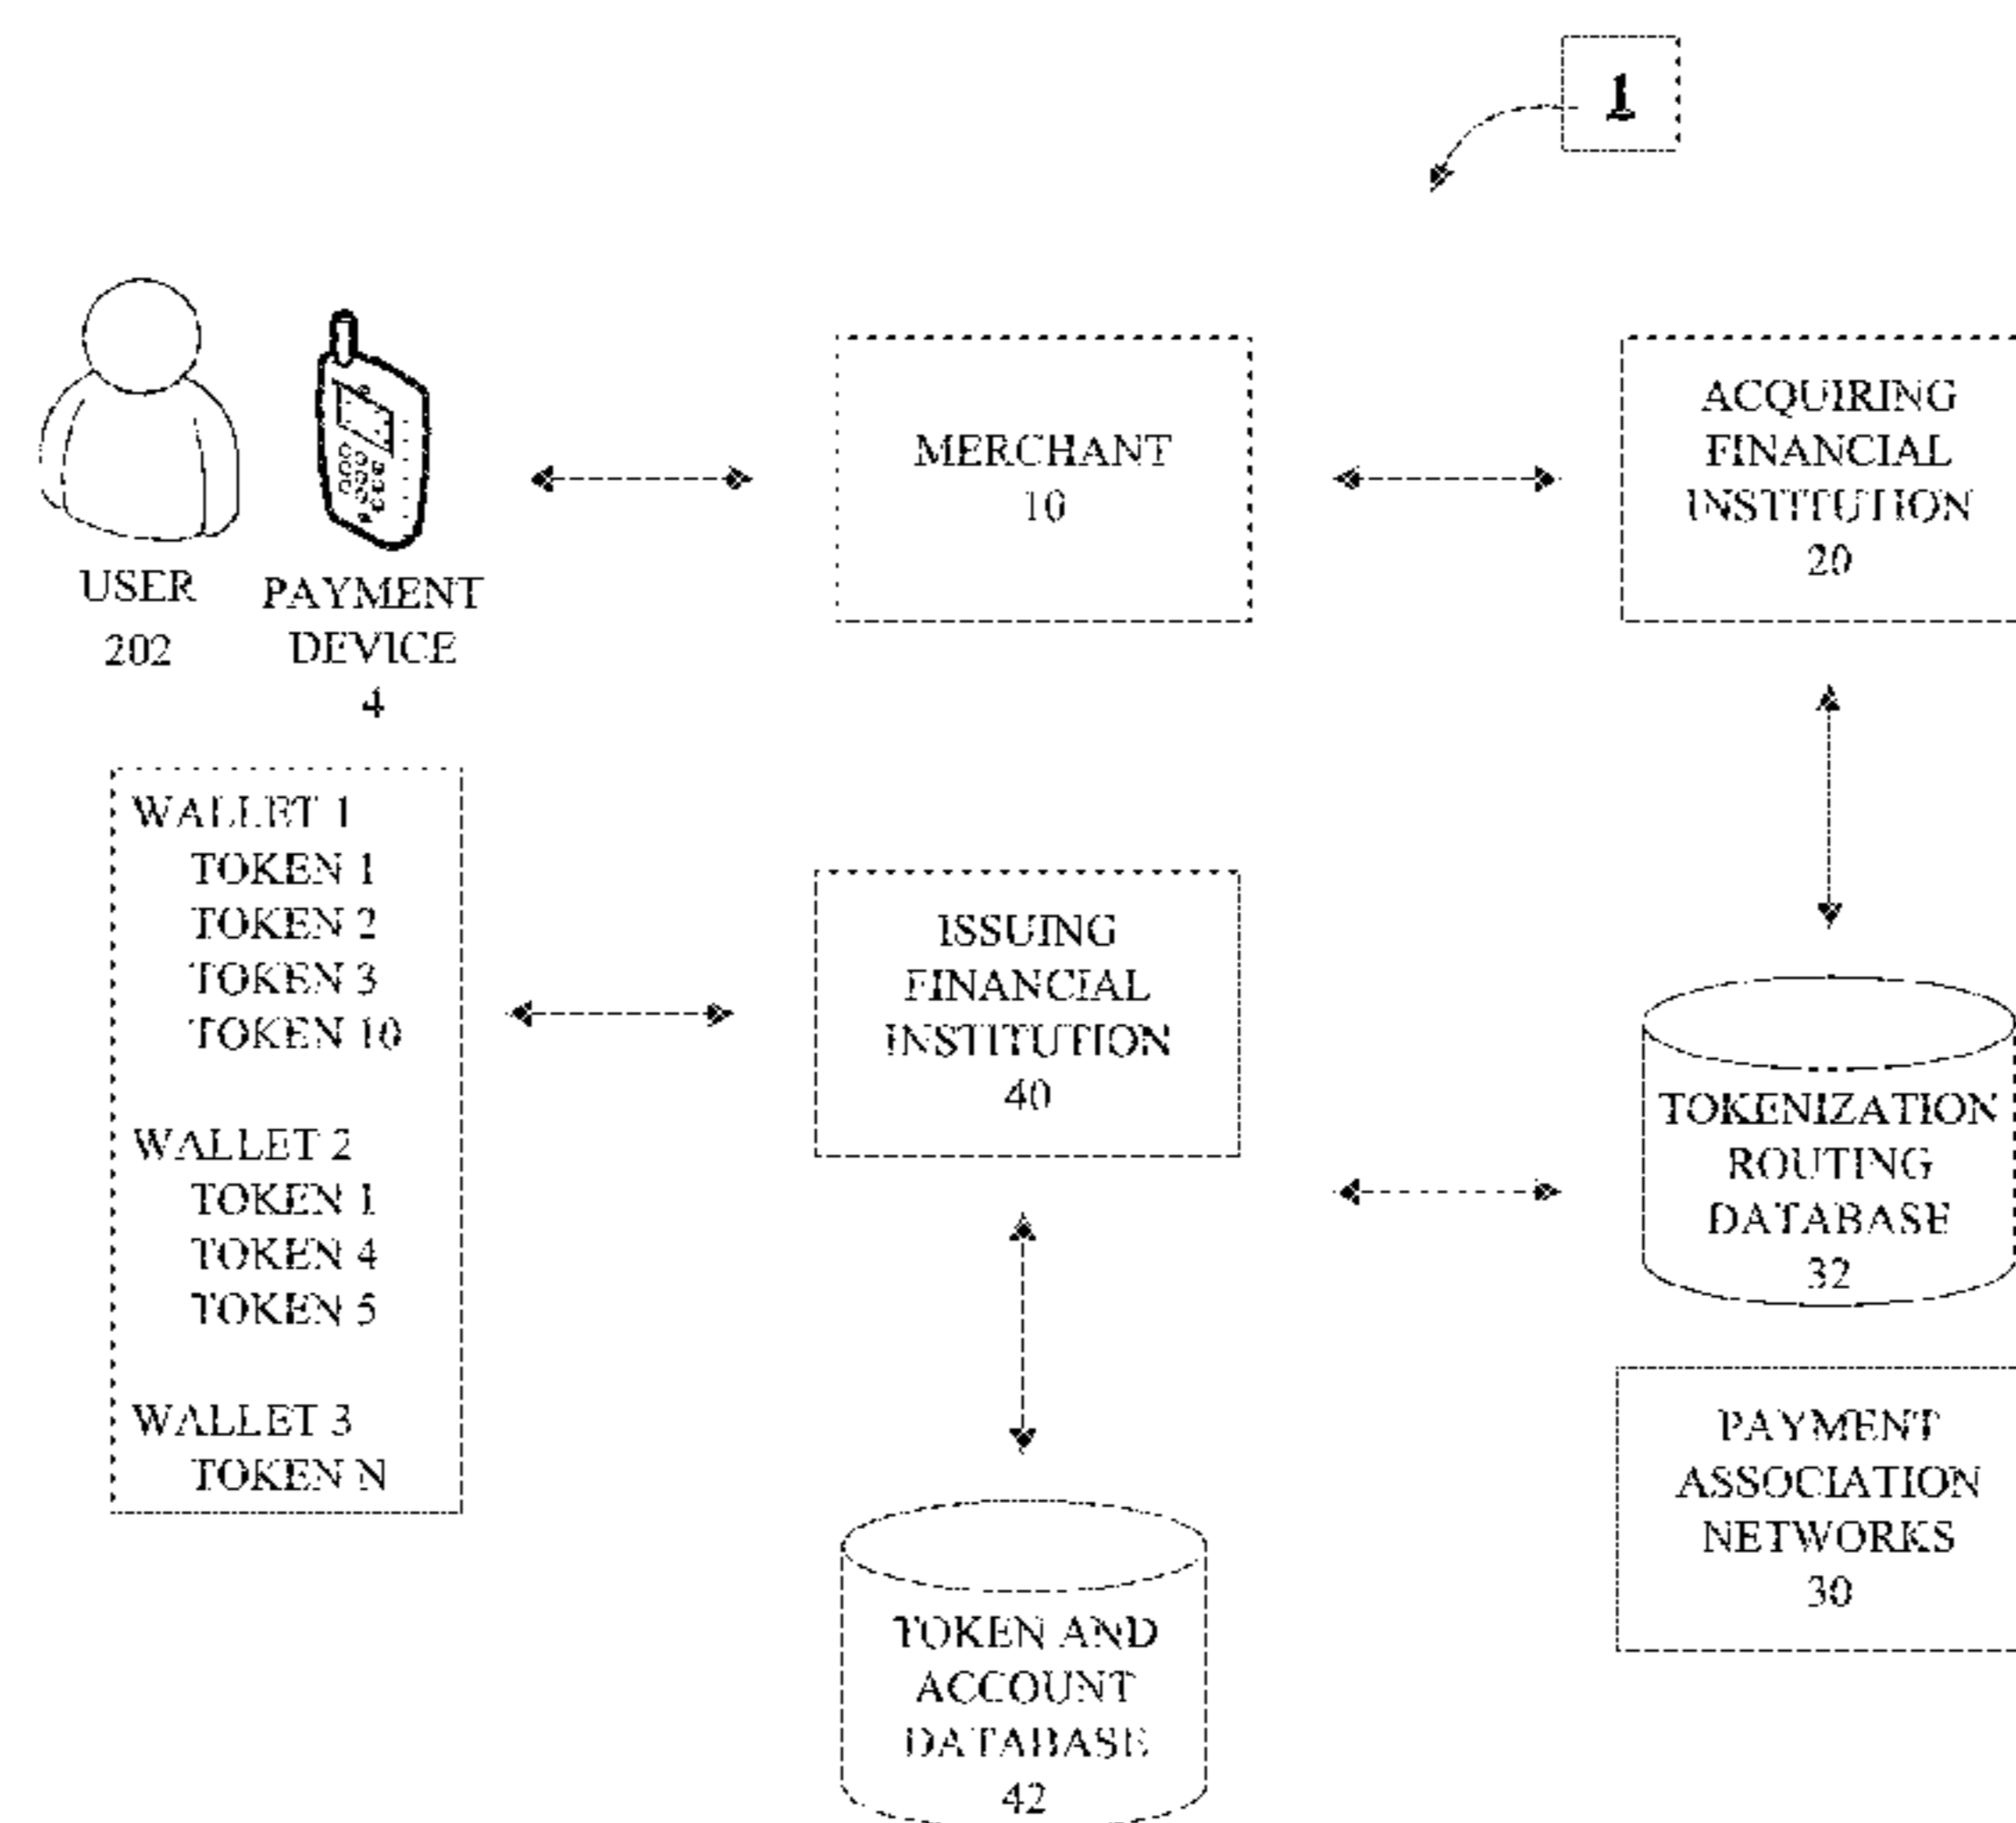 1
USER
202
PAYMENT
DEVICE
4
MERCHANT
10
ACQUIRING
FINANCIAL
INSTITUTION
20
WALLET 1
TOKEN 1
TOKEN 2
TOKEN 3
TOKEN 10
WALLET 2
TOKEN 1
TOKEN 4
TOKEN 5
WALLET 3
TOKEN N
ISSUING
FINANCIAL
INSTITUTION
40
TOKENIZATION
ROUTING
DATABASE
32
PAYMENT
ASSOCIATION
NETWORKS
30
TOKEN AND
ACCOUNT
DATABASE
42